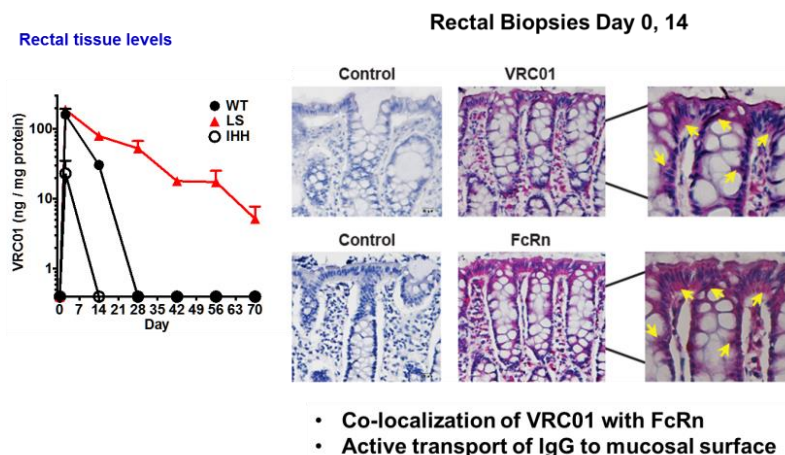 Rectal Biopsies Day 0, 14
Rectal tissue levels
VRC01 (ng / mg protein)
100
10
1
WT
LS
IHH
0 7 14 21 28 35 42 49 56 63 70
Day
Control
VRC01
Control
FcRn
• Co-localization of VRC01 with FcRn
• Active transport of IgG to mucosal surface